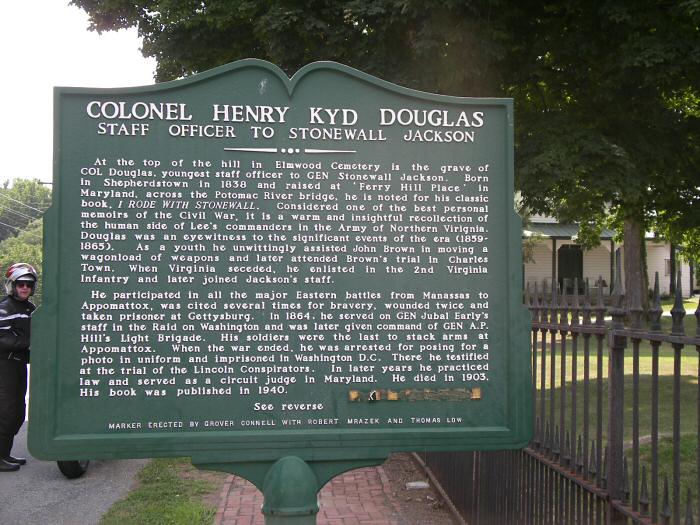 COLONEL HENRY KYD DOUGLAS
STAFF OFFICER TO STONEWALL JACKSON
At the top of the hill in Elmwood Cemetery is the grave of
COL Douglas, youngest staff officer to GEN Stonewall Jackson. Born
in Shepherdstown in 1838 and raised at 'Ferry Hill Place' in
Maryland, across the Potomac River bridge, he is noted for his classic
book, I RODE WITH STONEWALL. Considered one of the best personal
memoirs of the Civil War, it is a warm and insightful recollection of
the human side of Lee's commanders in the Army of Northern Virginia.
Douglas was an eyewitness to the significant events of the era (1859-
1865). As a youth he unwittingly assisted John Brown in moving a
wagonload of weapons and later attended Brown's trial in Charles
Town. When Virginia seceded, he enlisted in the 2nd Virginia
Infantry and later joined Jackson's staff.
He participated in all the major Eastern battles from Manassas to
Appomattox, was cited several times for bravery, wounded twice and
taken prisoner at Gettysburg. In 1864, he served on GEN Jubal Early's
staff in the Raid on Washington and was later given command of GEN A.P.
Hill's Light Brigade. His soldiers were the last to stack arms at
Appomattox. When the war ended, he was arrested for posing for a
photo in uniform and imprisoned in Washington D.C. There he testified
at the trial of the Lincoln Conspirators. In later years he practiced
law and served as a circuit judge in Maryland. He died in 1903.
His book was published in 1940.
See reverse
MARKER ERECTED BY GROVER CONNELL WITH ROBERT MRAZEK AND THOMAS LOW